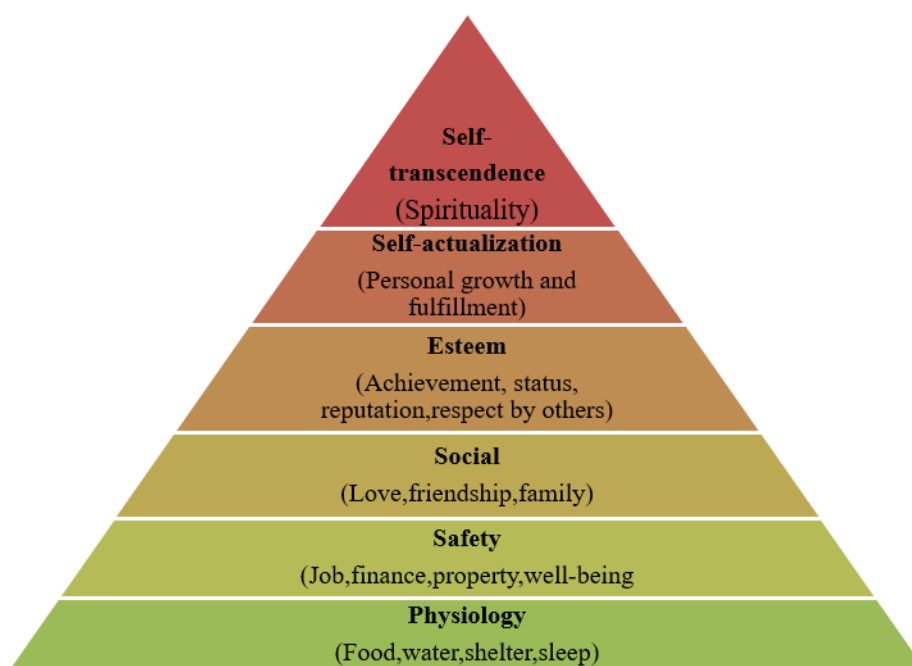 Self-
transcendence
(Spirituality)
Self-actualization
(Personal growth and
fulfillment)
Esteem
(Achievement, status,
reputation,respect by others)
Social
(Love,friendship,family)
Safety
(Job,finance,property,well-being
Physiology
(Food,water,shelter,sleep)